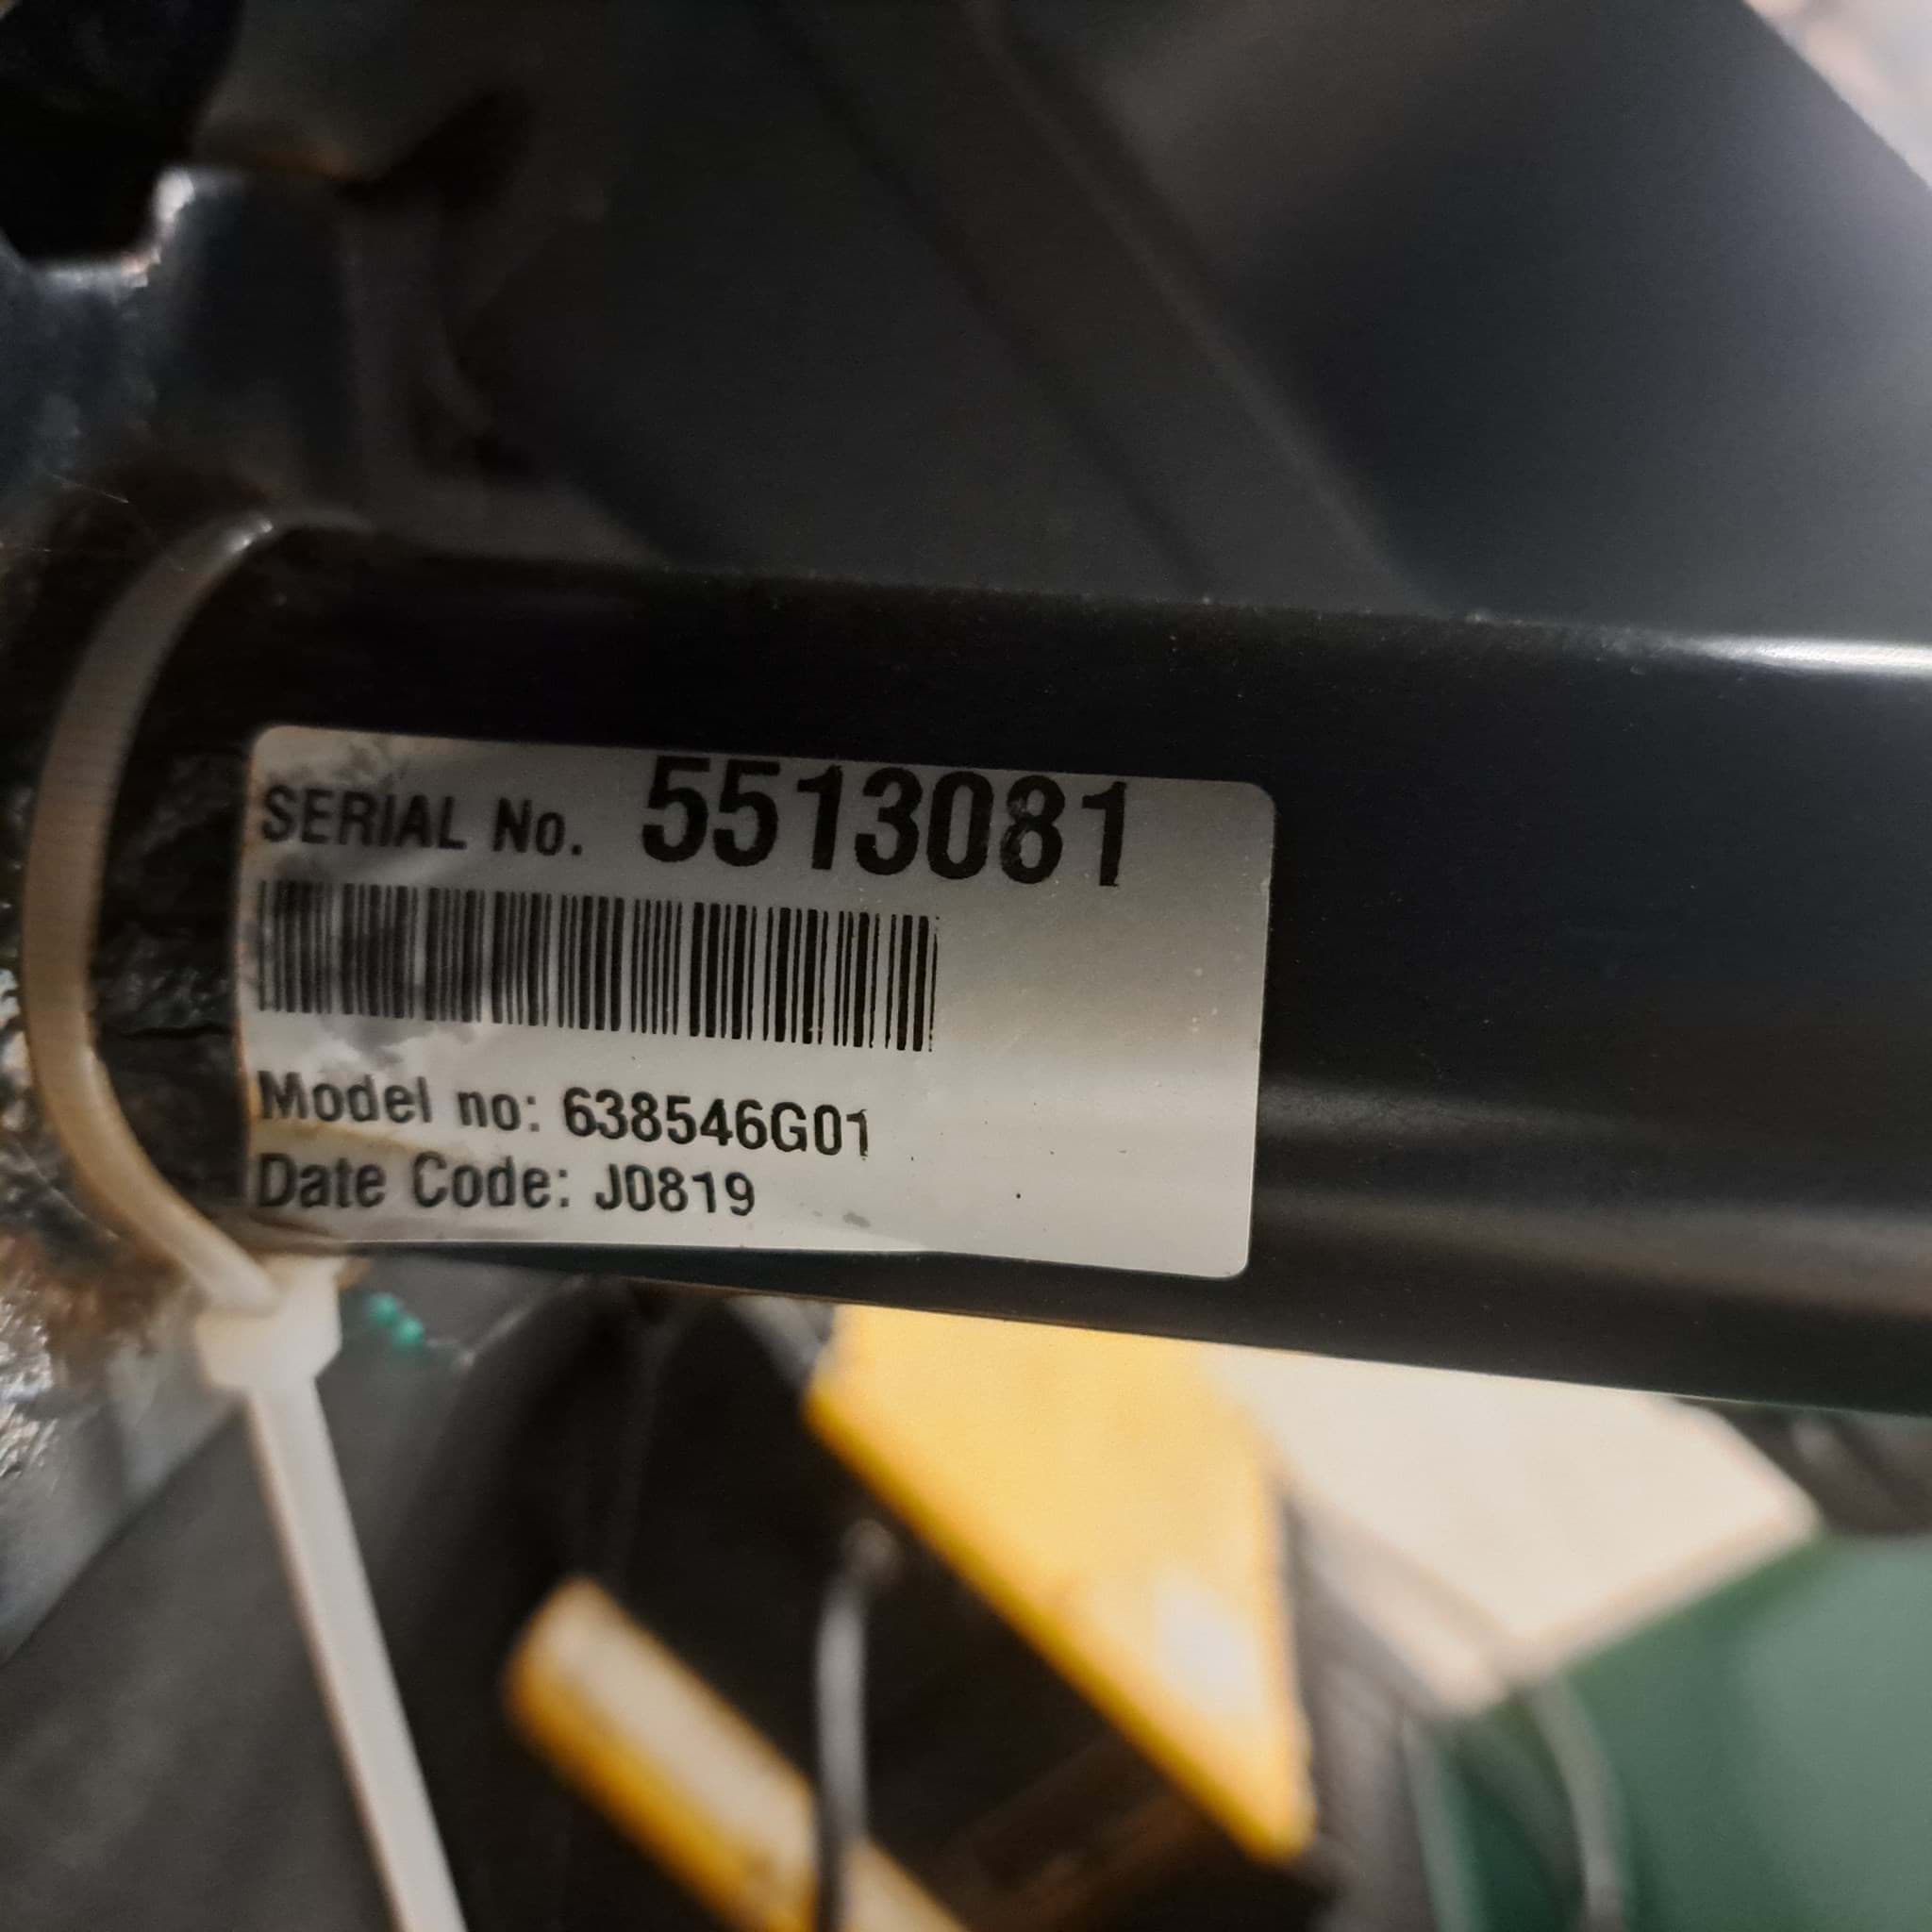 SERIAL No. 5513081
Model no: 638546G01
Date Code: J0819